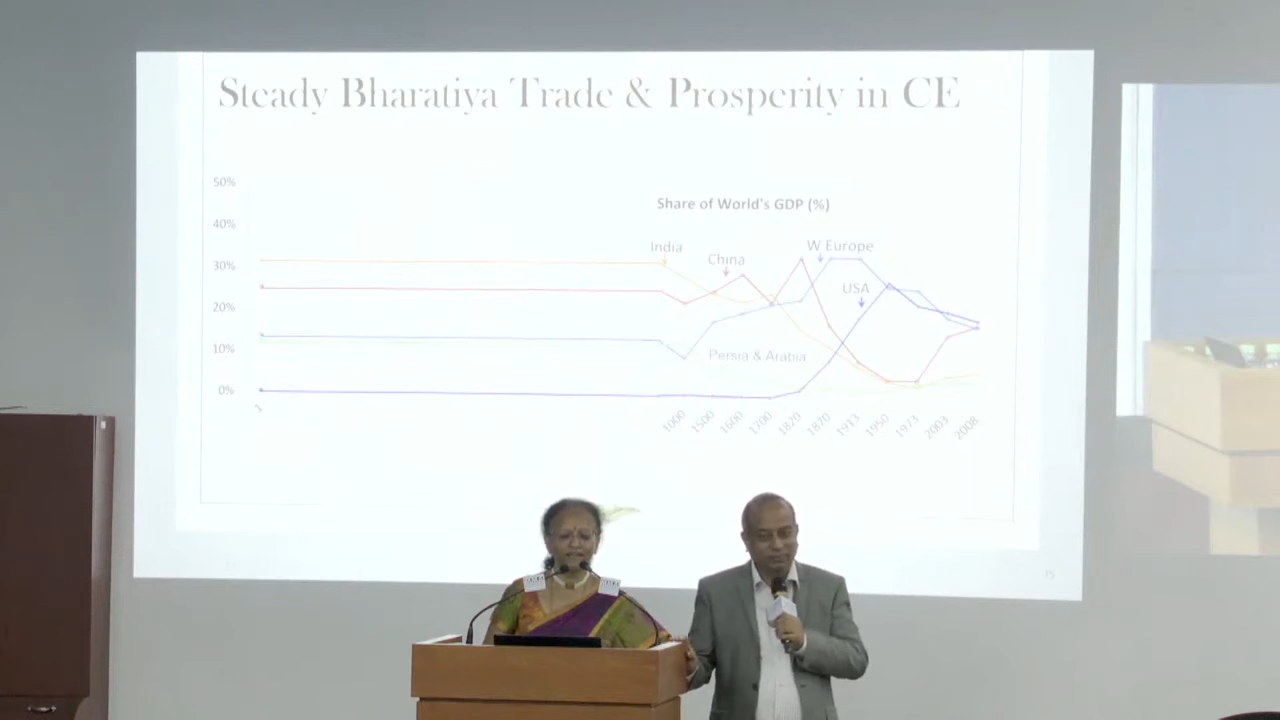 Steady Bharatiya Trade & Prosperity in CE
50%
Share of World's GDP (%)
40%
India
China
W Europe
30%
USA
20%
10%
Persia & Arabia
0%
1
1000
1500
1600
1700
1820
1870
1913
1950
1973
2003
2008